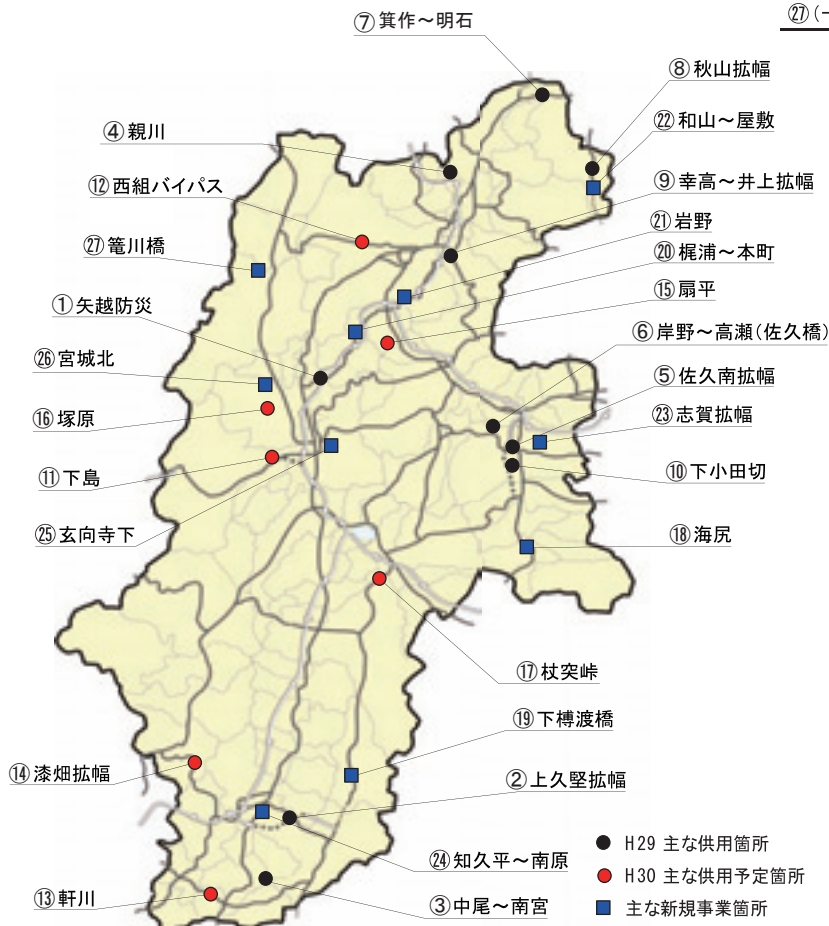 ㉗(一
⑦箕作～明石
⑧秋山拡幅
㉒和山～屋敷
④親川
⑨幸高～井上拡幅
⑫西組バイパス
㉑岩野
㉗篭川橋
⑳梶浦～本町
⑮扇平
①矢越防災
⑥岸野～高瀬(佐久橋)
㉖宮城北
⑤佐久南拡幅
⑯塚原
㉓志賀拡幅
⑪下島
⑩下小田切
㉕玄向寺下
⑱海尻
⑰杖突峠
⑲下榑渡橋
⑭漆畑拡幅
②上久堅拡幅
㉔知久平～南原
⑬軒川
③中尾～南宮
H29 主な供用箇所
H30 主な供用予定箇所
主な新規事業箇所